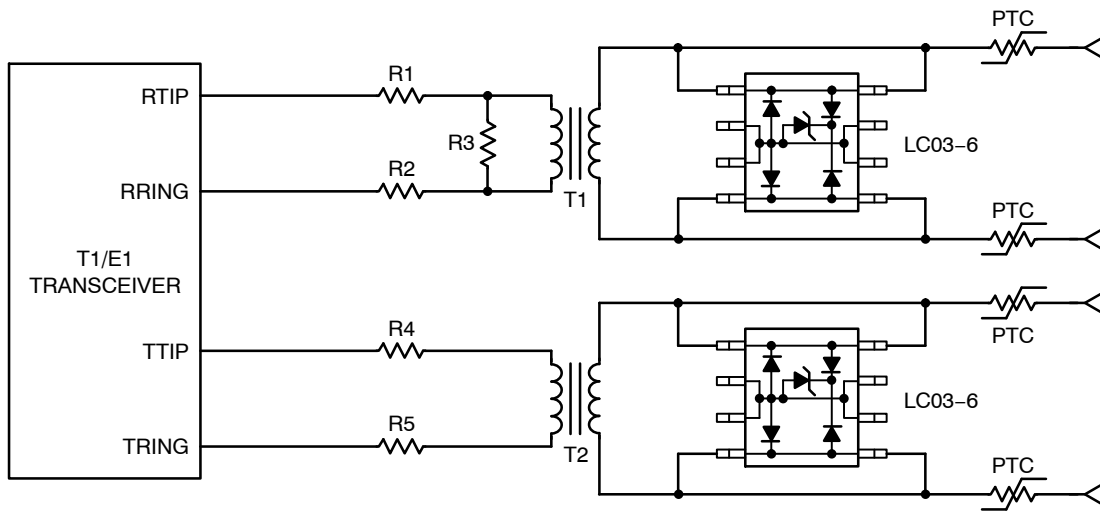 PTC
RTIP
R1
R3
LC03−6
RRING
R2
T1
PTC
T1/E1
TRANSCEIVER
PTC
TTIP
R4
LC03−6
TRING
R5
T2
PTC